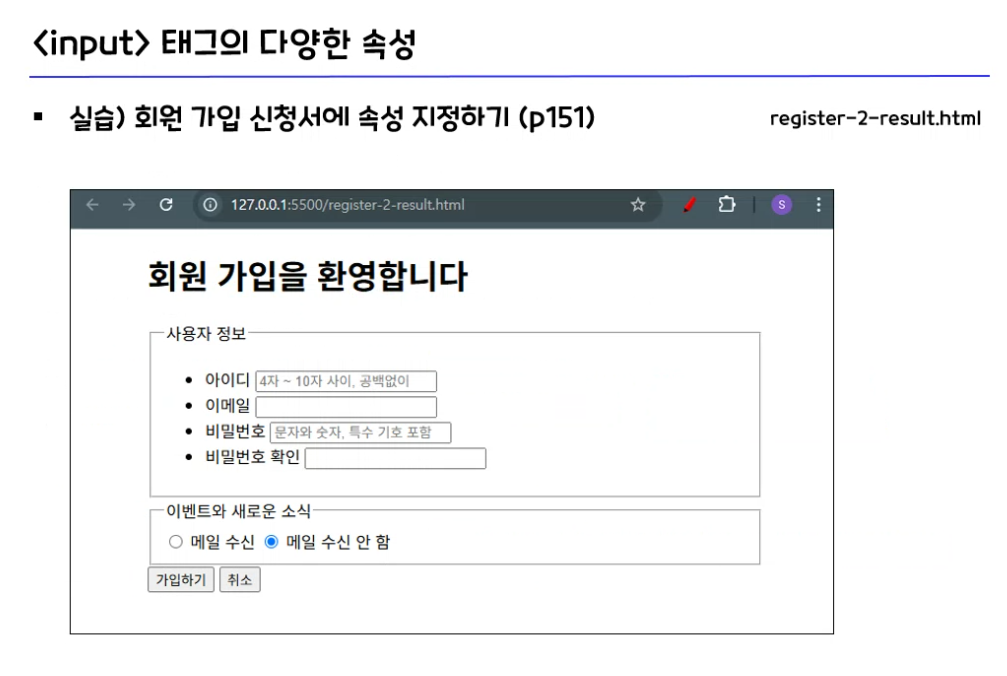 <input> 태그의 다양한 속성
▪ 실습) 회원 가입 신청서에 속성 지정하기 (p151)
register-2-result.html
127.0.0.1:5500/register-2-result.html
S
회원 가입을 환영합니다
사용자 정보
• 아이디 4자 ~ 10자 사이, 공백없이
• 이메일
• 비밀번호 문자와 숫자, 특수 기호 포함
• 비밀번호 확인
이벤트와 새로운 소식
메일 수신 메일 수신 안 함
가입하기 취소